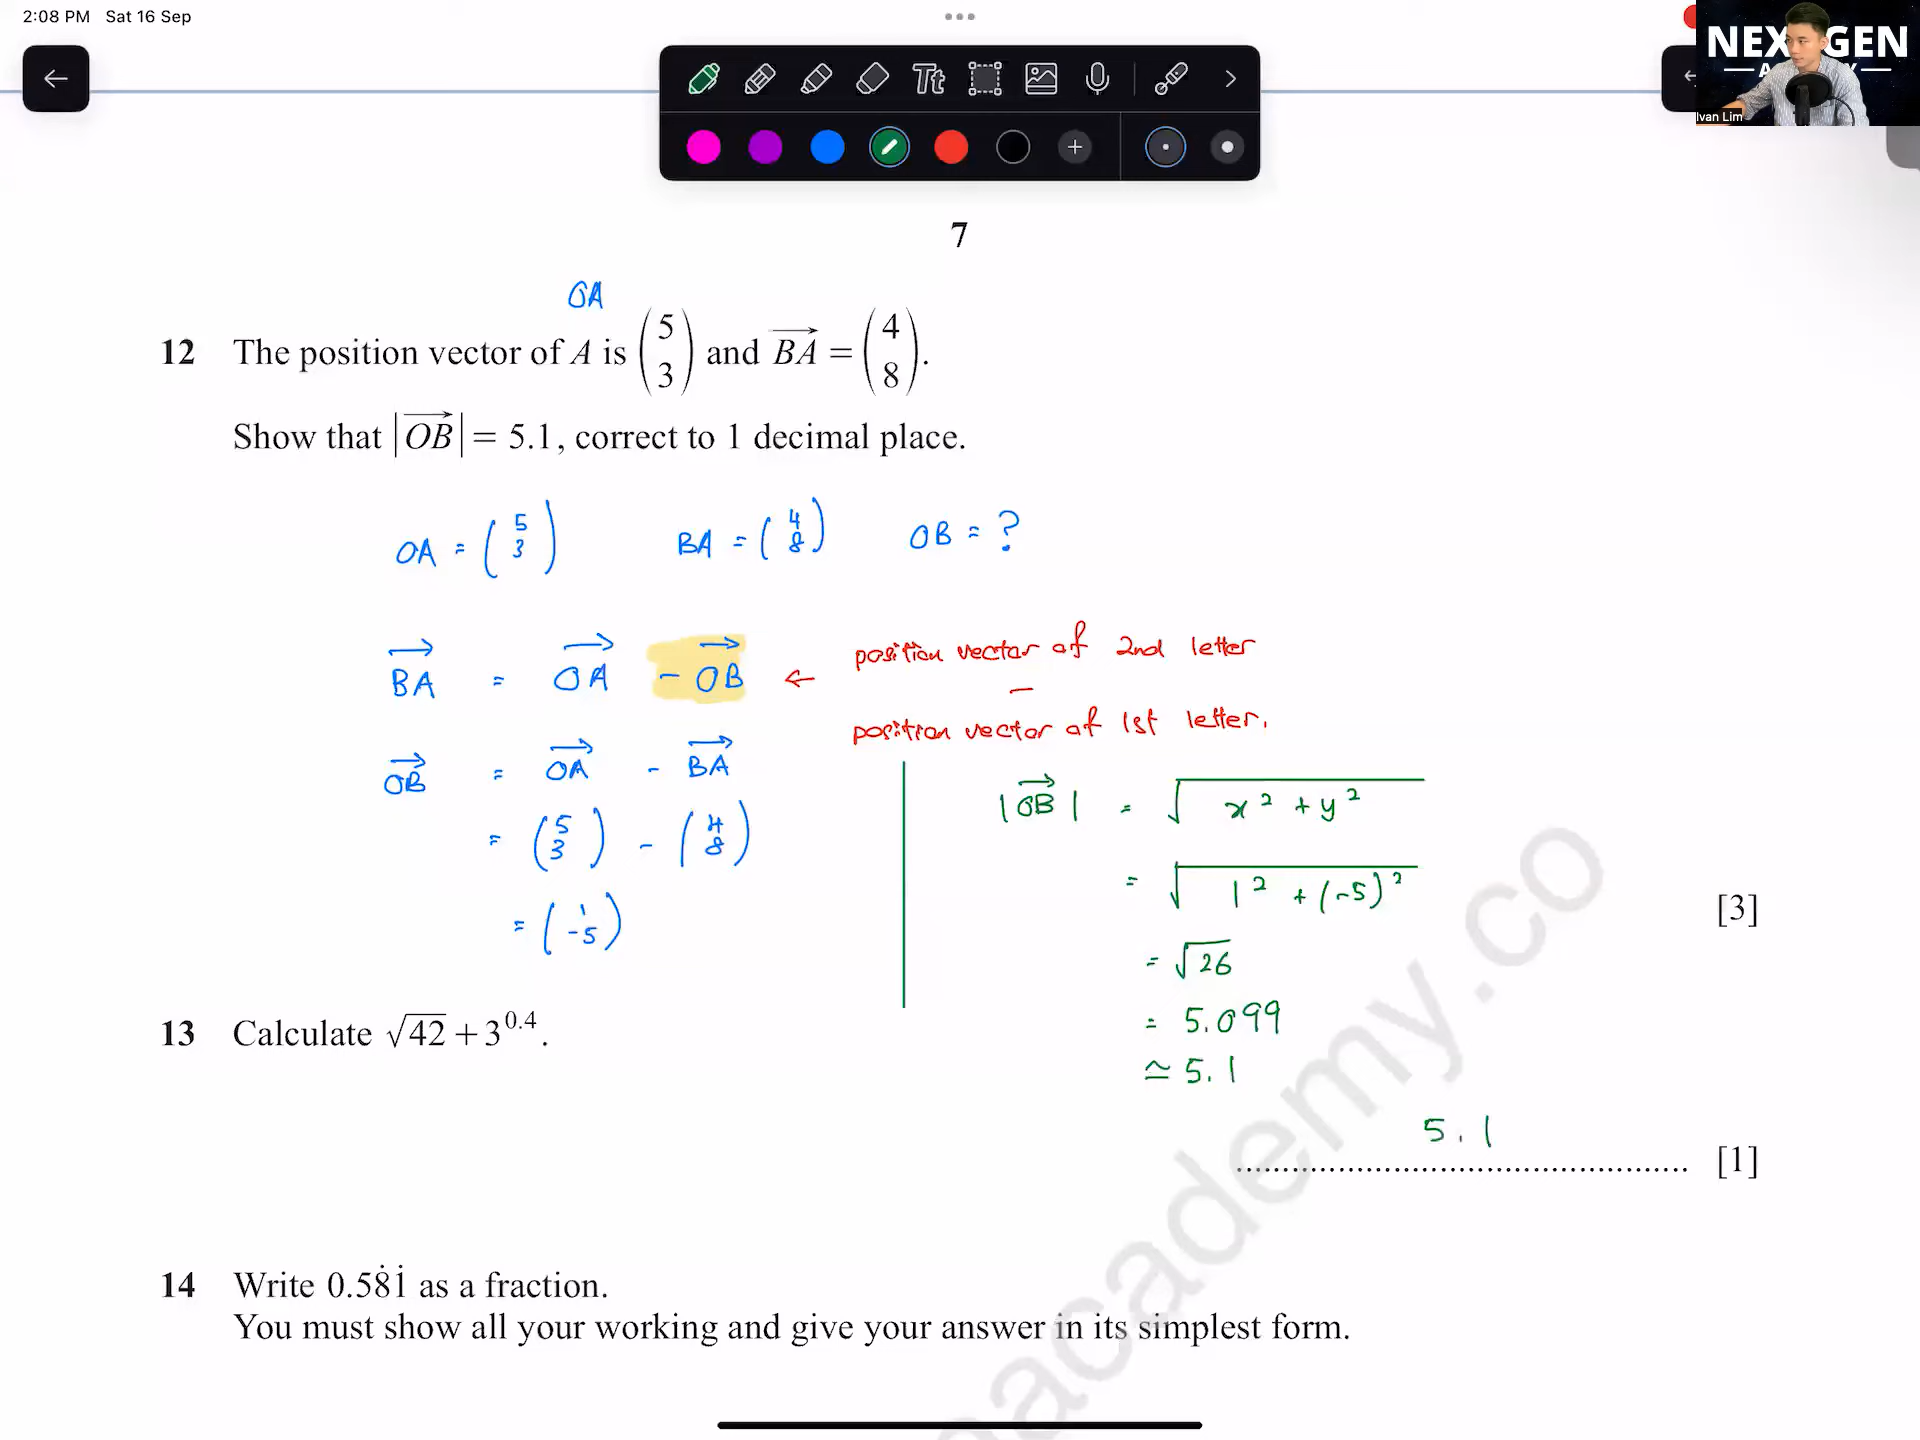 2:08 PM Sat 16 Sep
NEXTGEN
Ivan Lim
7
OA
12 The position vector of A is (5 3) and BA = (4 8).
Show that |OB| = 5.1, correct to 1 decimal place.
OA = (5 3) BA = (4 8) OB = ?
BA = OA - OB ← position vector of 2nd letter
-
position vector of 1st letter.
OB = OA - BA
= (5 3) - (4 8)
= (1 -5)
|OB| = √x² + y²
= √1² + (-5)²
= √26
= 5.099
≃ 5.1
[3]
13 Calculate √42 + 3^0.4.
5.1
[1]
14 Write 0.58̇1̇ as a fraction.
You must show all your working and give your answer in its simplest form.
academy.co